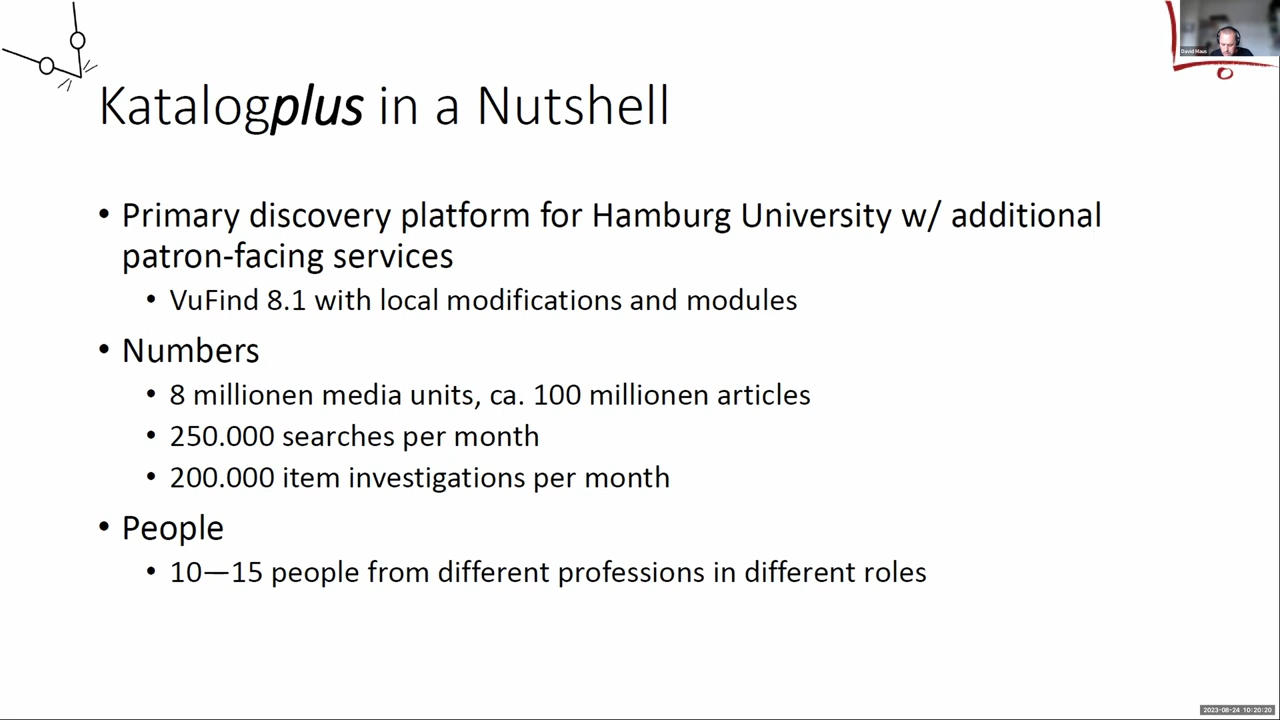 David Maus
Katalogplus in a Nutshell
• Primary discovery platform for Hamburg University w/ additional
patron-facing services
• VuFind 8.1 with local modifications and modules
• Numbers
• 8 millionen media units, ca. 100 millionen articles
• 250.000 searches per month
• 200.000 item investigations per month
• People
• 10—15 people from different professions in different roles
2023-08-24 10:20:20